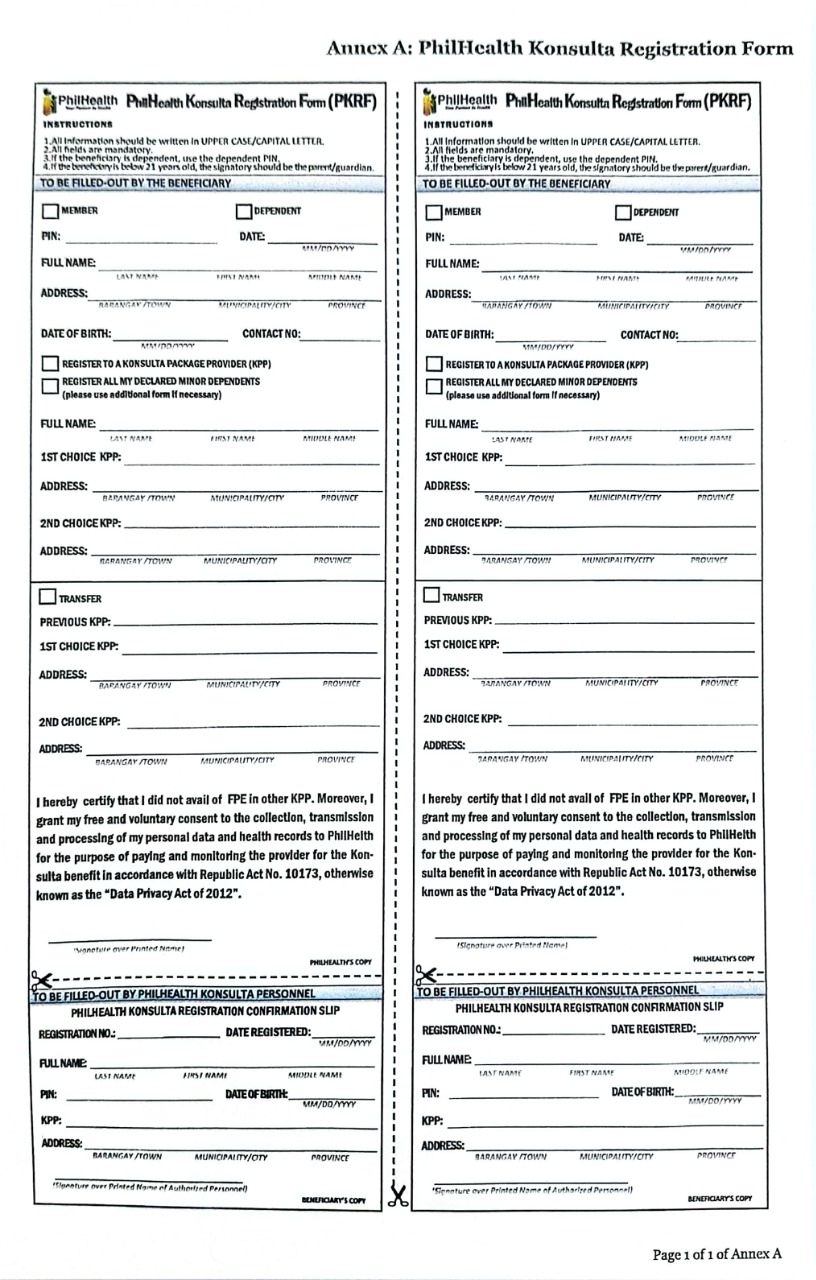 Annex A: PhilHealth Konsulta Registration Form
PhilHealth PhilHealth Konsulta Registration Form (PKRF)
Your Partner in Health
INSTRUCTIONS
1.All Information should be written in UPPER CASE/CAPITAL LETTER.
2.All fields are mandatory.
3.If the beneficiary is dependent, use the dependent PIN.
4.If the beneficiary is below 21 years old, the signatory should be the parent/guardian.
TO BE FILLED-OUT BY THE BENEFICIARY
MEMBER DEPENDENT
PIN: DATE:
MM/DD/YYYY
FULL NAME:
LAST NAME FIRST NAME MIDDLE NAME
ADDRESS:
BARANGAY/TOWN MUNICIPALITY/CITY PROVINCE
DATE OF BIRTH: CONTACT NO:
MM/DD/YYYY
REGISTER TO A KONSULTA PACKAGE PROVIDER (KPP)
REGISTER ALL MY DECLARED MINOR DEPENDENTS
(please use additional form if necessary)
FULL NAME:
LAST NAME FIRST NAME MIDDLE NAME
1ST CHOICE KPP:
ADDRESS:
BARANGAY /TOWN MUNICIPALITY/CITY PROVINCE
2ND CHOICE KPP:
ADDRESS:
BARANGAY /TOWN MUNICIPALITY/CITY PROVINCE
TRANSFER
PREVIOUS KPP:
1ST CHOICE KPP:
ADDRESS:
BARANGAY /TOWN MUNICIPALITY/CITY PROVINCE
2ND CHOICE KPP:
ADDRESS:
BARANGAY /TOWN MUNICIPALITY/CITY PROVINCE
I hereby certify that I did not avail of FPE in other KPP. Moreover, I
grant my free and voluntary consent to the collection, transmission
and processing of my personal data and health records to PhilHelth
for the purpose of paying and monitoring the provider for the Kon-
sulta benefit in accordance with Republic Act No. 10173, otherwise
known as the "Data Privacy Act of 2012".
(Signature over Printed Name)
PHILHEALTH'S COPY
TO BE FILLED-OUT BY PHILHEALTH KONSULTA PERSONNEL
PHILHEALTH KONSULTA REGISTRATION CONFIRMATION SLIP
REGISTRATION NO.: DATE REGISTERED:
MM/DD/YYYY
FULL NAME:
LAST NAME FIRST NAME MIDDLE NAME
PIN: DATE OF BIRTH:
MM/DD/YYYY
KPP:
ADDRESS:
BARANGAY/TOWN MUNICIPALITY/CITY PROVINCE
(Signature over Printed Name of Authorized Personnel)
BENEFICIARY'S COPY
PhilHealth PhilHealth Konsulta Registration Form (PKRF)
Your Partner in Health
INSTRUCTIONS
1.All Information should be written in UPPER CASE/CAPITAL LETTER.
2.All fields are mandatory.
3.If the beneficiary is dependent, use the dependent PIN.
4.If the beneficiary is below 21 years old, the signatory should be the parent/guardian.
TO BE FILLED-OUT BY THE BENEFICIARY
MEMBER DEPENDENT
PIN: DATE:
MM/DD/YYYY
FULL NAME:
LAST NAME FIRST NAME MIDDLE NAME
ADDRESS:
BARANGAY/TOWN MUNICIPALITY/CITY PROVINCE
DATE OF BIRTH: CONTACT NO:
MM/DD/YYYY
REGISTER TO A KONSULTA PACKAGE PROVIDER (KPP)
REGISTER ALL MY DECLARED MINOR DEPENDENTS
(please use additional form if necessary)
FULL NAME:
LAST NAME FIRST NAME MIDDLE NAME
1ST CHOICE KPP:
ADDRESS:
BARANGAY /TOWN MUNICIPALITY/CITY PROVINCE
2ND CHOICE KPP:
ADDRESS:
BARANGAY /TOWN MUNICIPALITY/CITY PROVINCE
TRANSFER
PREVIOUS KPP:
1ST CHOICE KPP:
ADDRESS:
BARANGAY /TOWN MUNICIPALITY/CITY PROVINCE
2ND CHOICE KPP:
ADDRESS:
BARANGAY /TOWN MUNICIPALITY/CITY PROVINCE
I hereby certify that I did not avail of FPE in other KPP. Moreover, I
grant my free and voluntary consent to the collection, transmission
and processing of my personal data and health records to PhilHelth
for the purpose of paying and monitoring the provider for the Kon-
sulta benefit in accordance with Republic Act No. 10173, otherwise
known as the "Data Privacy Act of 2012".
(Signature over Printed Name)
PHILHEALTH'S COPY
TO BE FILLED-OUT BY PHILHEALTH KONSULTA PERSONNEL
PHILHEALTH KONSULTA REGISTRATION CONFIRMATION SLIP
REGISTRATION NO.: DATE REGISTERED:
MM/DD/YYYY
FULL NAME:
LAST NAME FIRST NAME MIDDLE NAME
PIN: DATE OF BIRTH:
MM/DD/YYYY
KPP:
ADDRESS:
BARANGAY/TOWN MUNICIPALITY/CITY PROVINCE
(Signature over Printed Name of Authorized Personnel)
BENEFICIARY'S COPY
Page 1 of 1 of Annex A